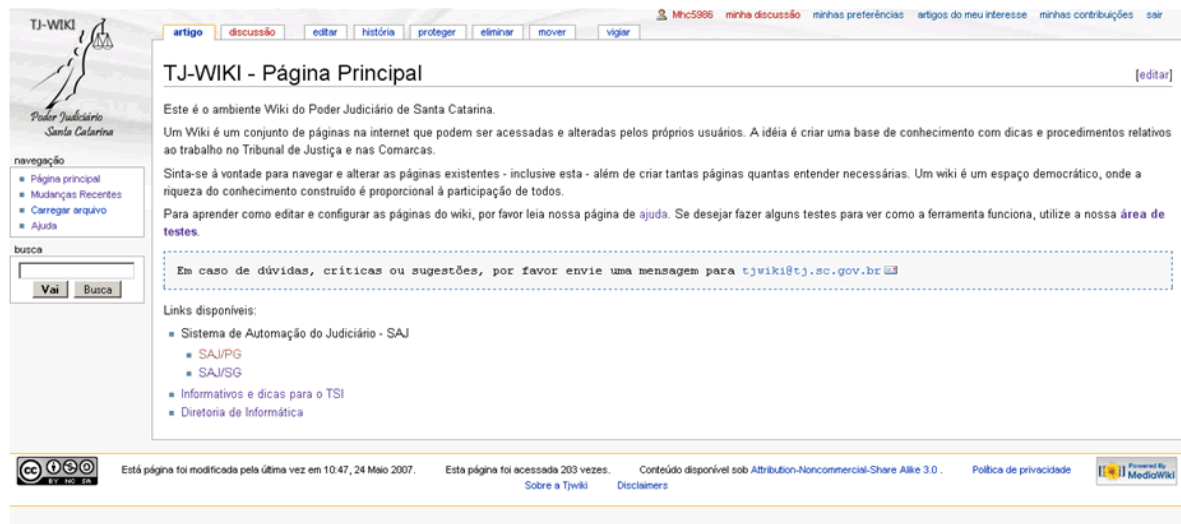 TJ-WIKI
Poder Judiciário
Santa Catarina
Mhc5986 minha discussão minhas preferências artigos do meu interesse minhas contribuições sair
artigo discussão editar história proteger eliminar mover vigiar
TJ-WIKI - Página Principal
[editar]
Este é o ambiente Wiki do Poder Judiciário de Santa Catarina.
Um Wiki é um conjunto de páginas na internet que podem ser acessadas e alteradas pelos próprios usuários. A idéia é criar uma base de conhecimento com dicas e procedimentos relativos
ao trabalho no Tribunal de Justiça e nas Comarcas.
Sinta-se à vontade para navegar e alterar as páginas existentes - inclusive esta - além de criar tantas páginas quantas entender necessárias. Um wiki é um espaço democrático, onde a
riqueza do conhecimento construído é proporcional à participação de todos.
Para aprender como editar e configurar as páginas do wiki, por favor leia nossa página de ajuda. Se desejar fazer alguns testes para ver como a ferramenta funciona, utilize a nossa área de
testes.
Em caso de dúvidas, críticas ou sugestões, por favor envie uma mensagem para tjwiki@tj.sc.gov.br
Links disponíveis:
Sistema de Automação do Judiciário - SAJ
SAJ/PG
SAJ/SG
Informativos e dicas para o TSI
Diretoria de Informática
navegação
Página principal
Mudanças Recentes
Carregar arquivo
Ajuda
busca
Vai Busca
cc BY NC SA
Está página foi modificada pela última vez em 10:47, 24 Maio 2007. Esta página foi acessada 203 vezes. Conteúdo disponível sob Attribution-Noncommercial-Share Alike 3.0 . Política de privacidade
Sobre a Tjwiki Disclaimers
Powered By
MediaWiki